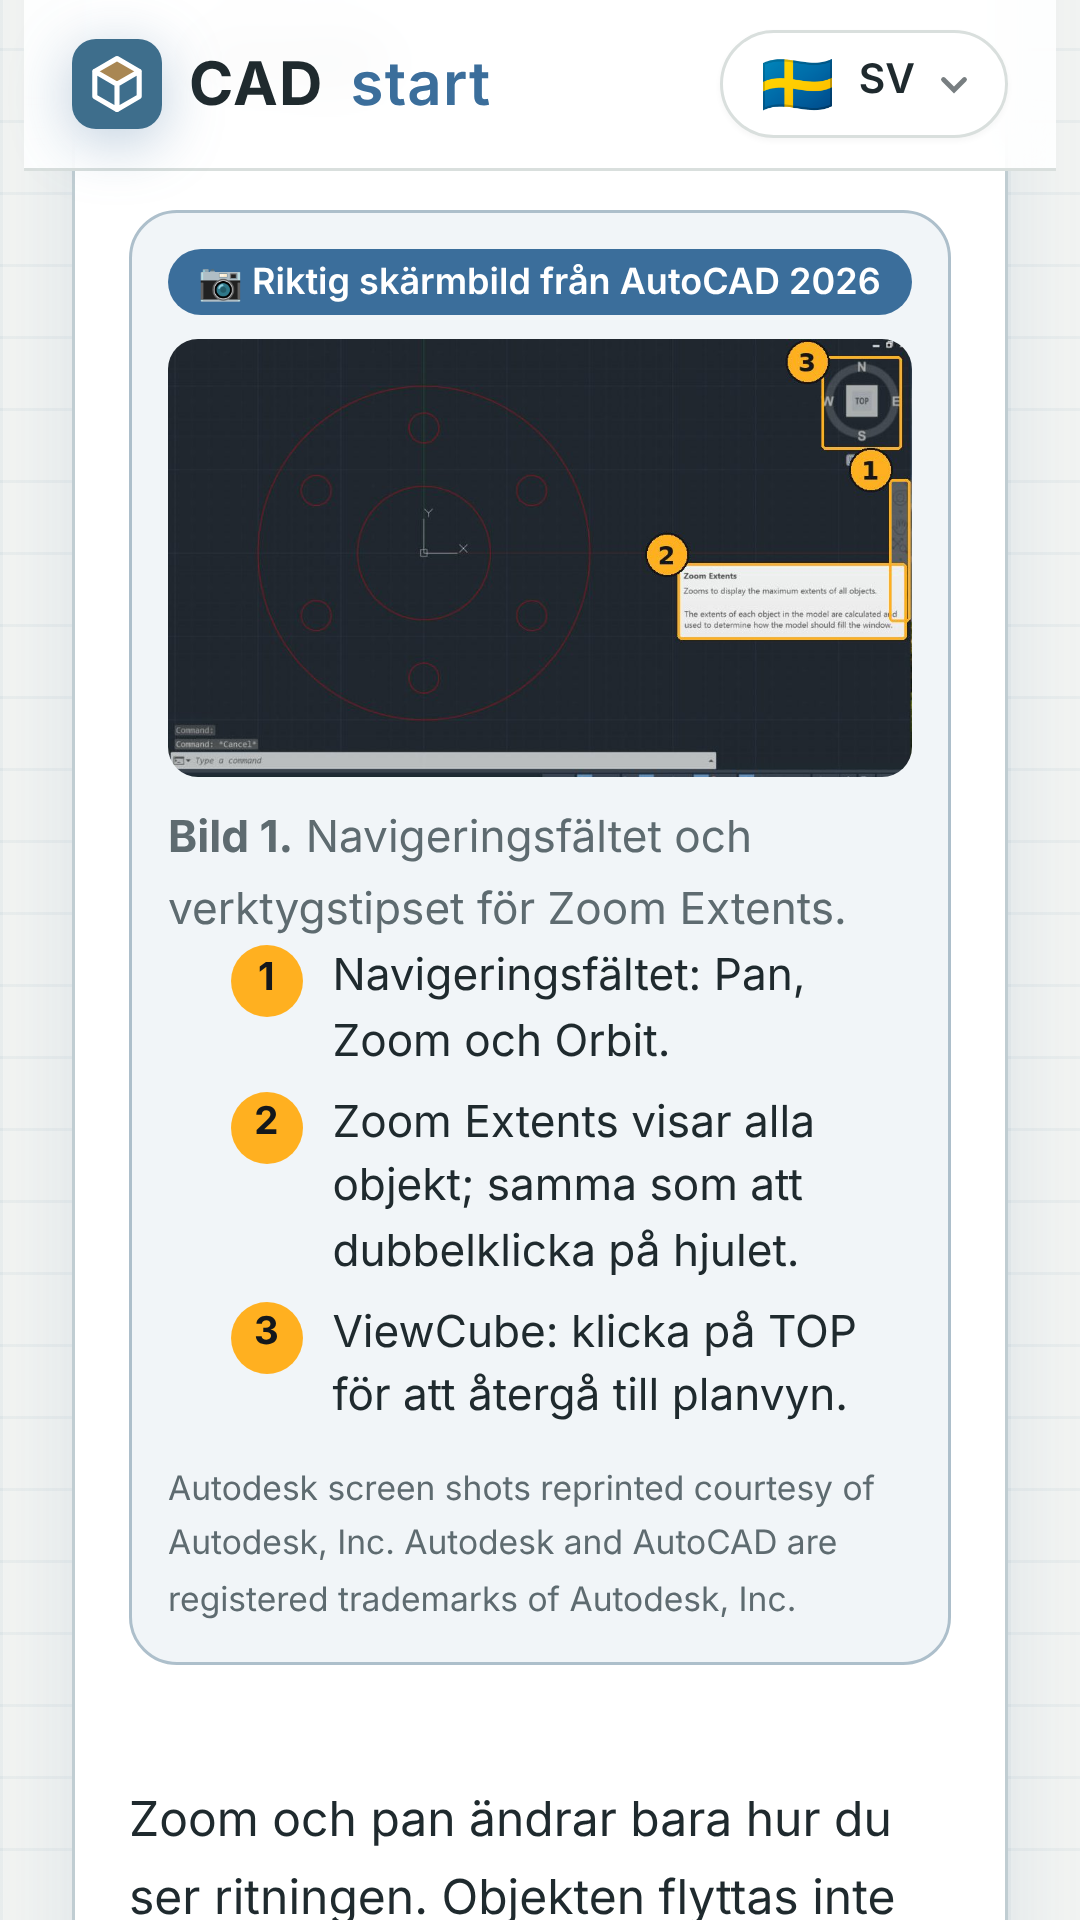 CAD start
SV
Riktig skärmbild från AutoCAD 2026
3
N
W TOP E
S
1
2
Zoom Extents
Zooms to display the maximum extents of all objects.
The extents of each object in the model are calculated and
used to determine how the model should fill the window.
Y
X
Command:
Command: *Cancel*
Type a command
Bild 1. Navigeringsfältet och
verktygstipset för Zoom Extents.
1 Navigeringsfältet: Pan,
Zoom och Orbit.
2 Zoom Extents visar alla
objekt; samma som att
dubbelklicka på hjulet.
3 ViewCube: klicka på TOP
för att återgå till planvyn.
Autodesk screen shots reprinted courtesy of
Autodesk, Inc. Autodesk and AutoCAD are
registered trademarks of Autodesk, Inc.
Zoom och pan ändrar bara hur du
ser ritningen. Objekten flyttas inte